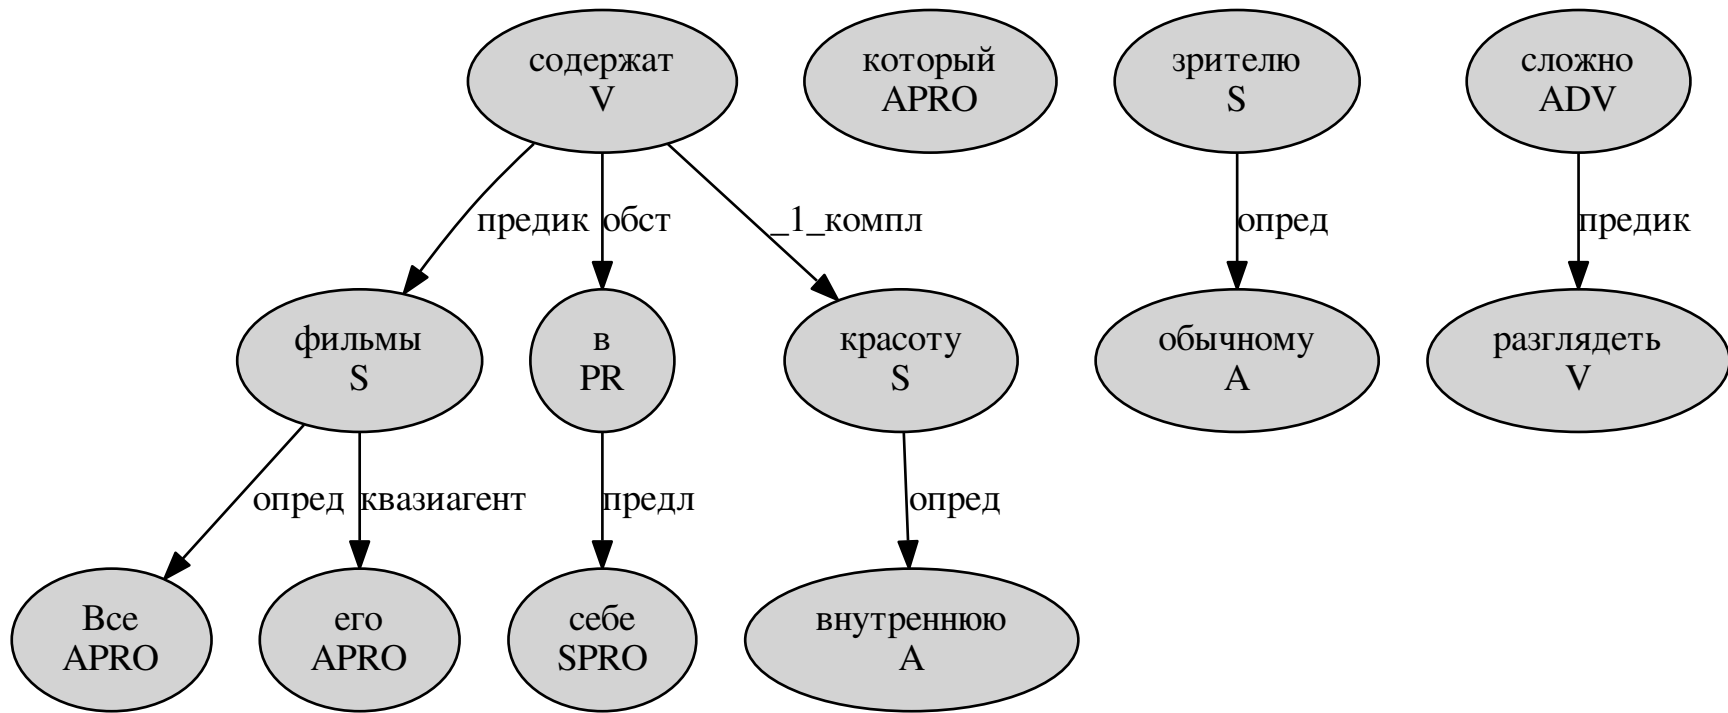 содержат
V
который
APRO
зрителю
S
сложно
ADV
предик
обст
_1_компл
опред
предик
фильмы
S
в
PR
красоту
S
обычному
A
разглядеть
V
опред
квазиагент
предл
опред
Все
APRO
его
APRO
себе
SPRO
внутреннюю
A